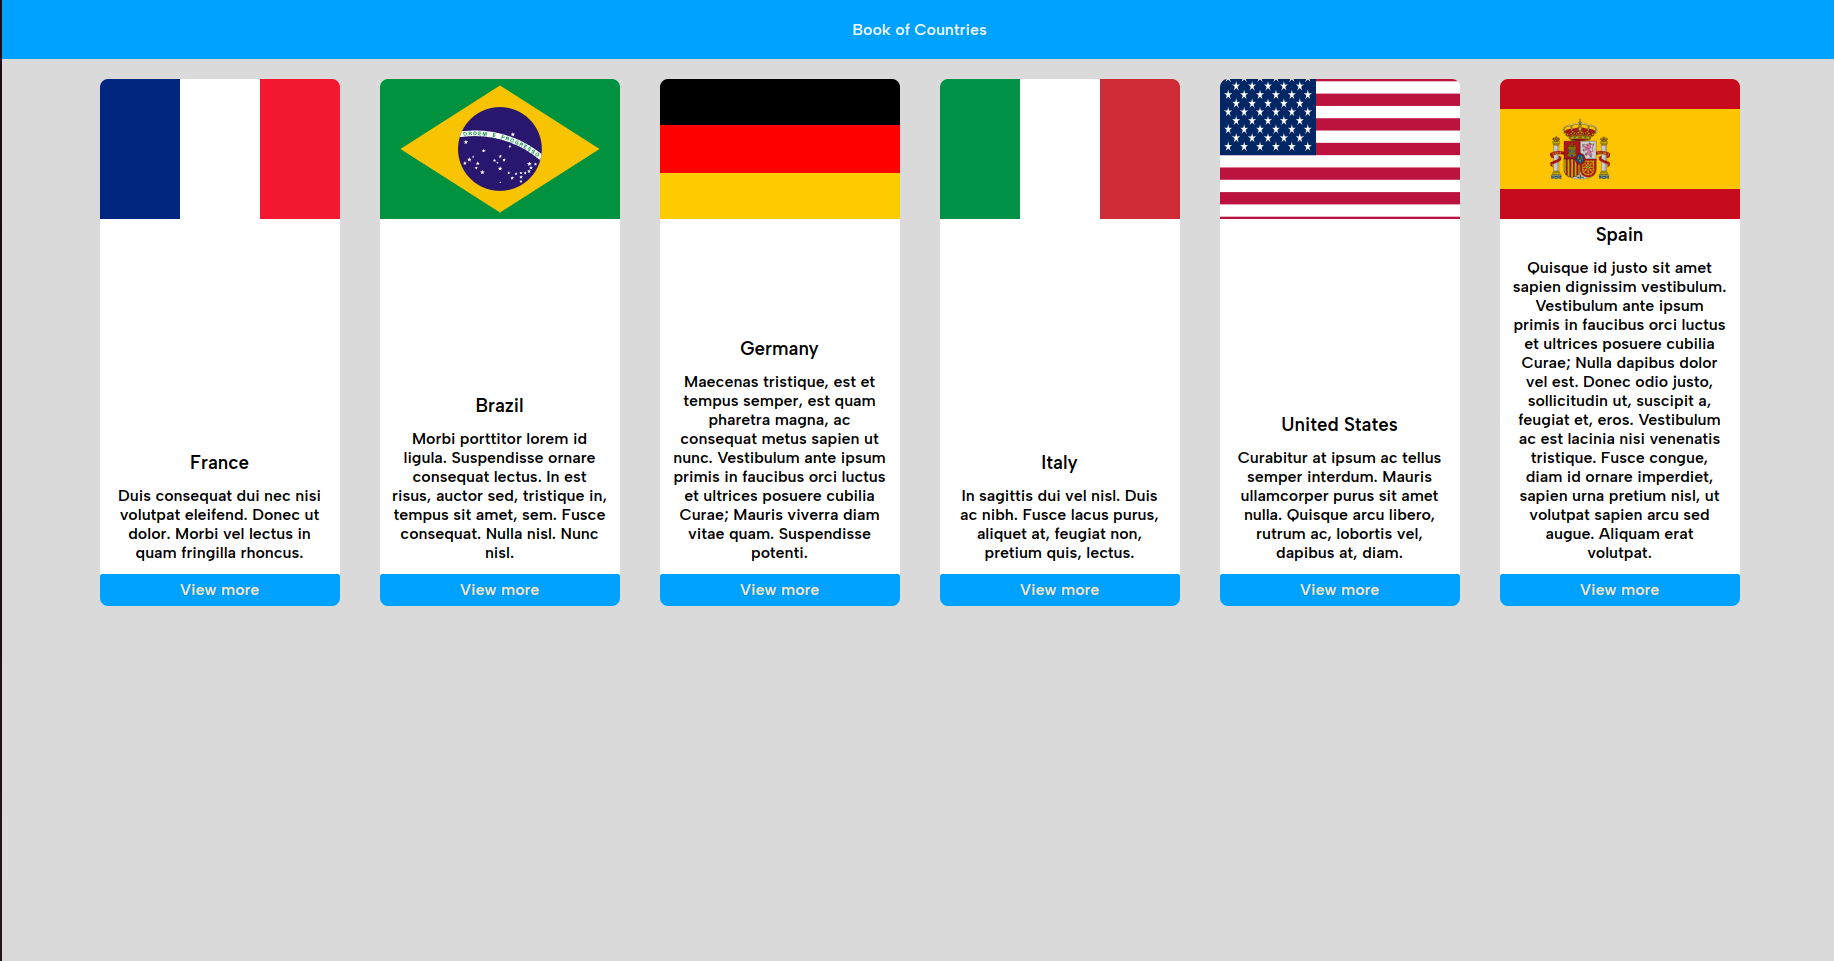 Book of Countries
ORDEM E PROGRESSO
France
Duis consequat dui nec nisi
volutpat eleifend. Donec ut
dolor. Morbi vel lectus in
quam fringilla rhoncus.
View more
Brazil
Morbi porttitor lorem id
ligula. Suspendisse ornare
consequat lectus. In est
risus, auctor sed, tristique in,
tempus sit amet, sem. Fusce
consequat. Nulla nisl. Nunc
nisl.
View more
Germany
Maecenas tristique, est et
tempus semper, est quam
pharetra magna, ac
consequat metus sapien ut
nunc. Vestibulum ante ipsum
primis in faucibus orci luctus
et ultrices posuere cubilia
Curae; Mauris viverra diam
vitae quam. Suspendisse
potenti.
View more
Italy
In sagittis dui vel nisl. Duis
ac nibh. Fusce lacus purus,
aliquet at, feugiat non,
pretium quis, lectus.
View more
United States
Curabitur at ipsum ac tellus
semper interdum. Mauris
ullamcorper purus sit amet
nulla. Quisque arcu libero,
rutrum ac, lobortis vel,
dapibus at, diam.
View more
Spain
Quisque id justo sit amet
sapien dignissim vestibulum.
Vestibulum ante ipsum
primis in faucibus orci luctus
et ultrices posuere cubilia
Curae; Nulla dapibus dolor
vel est. Donec odio justo,
sollicitudin ut, suscipit a,
feugiat et, eros. Vestibulum
ac est lacinia nisi venenatis
tristique. Fusce congue,
diam id ornare imperdiet,
sapien urna pretium nisl, ut
volutpat sapien arcu sed
augue. Aliquam erat
volutpat.
View more